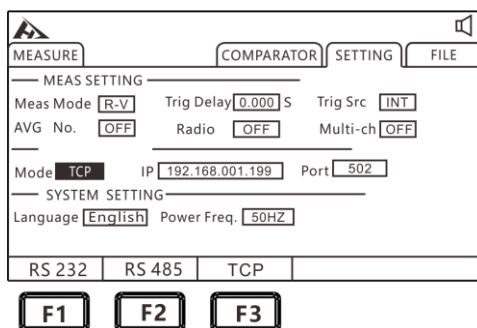 MEASURE COMPARATOR SETTING FILE
MEAS SETTING
Meas Mode R-V Trig Delay 0.000 S Trig Src INT
AVG No. OFF Radio OFF Multi-ch OFF
Mode TCP IP 192.168.001.199 Port 502
SYSTEM SETTING
Language English Power Freq. 50HZ
RS 232 RS 485 TCP
F1 F2 F3